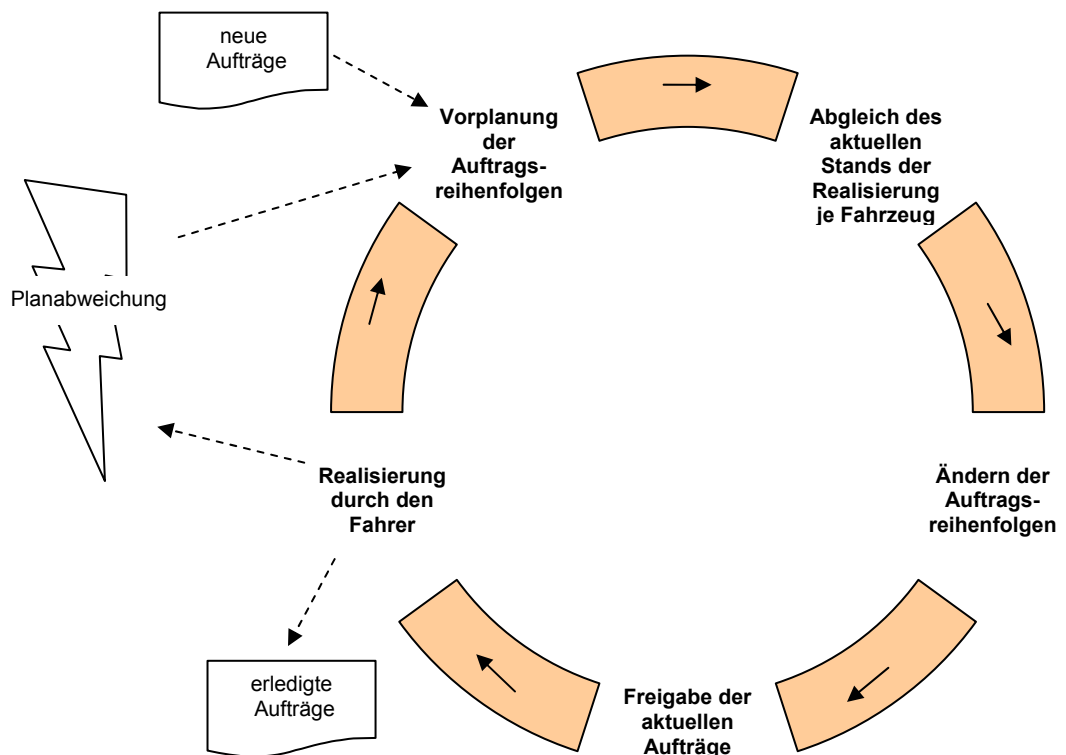 neue
Aufträge
Vorplanung
der
Auftrags-
reihenfolgen
Abgleich des
aktuellen
Stands der
Realisierung
je Fahrzeug
Planabweichung
Realisierung
durch den
Fahrer
Ändern der
Auftrags-
reihenfolgen
erledigte
Aufträge
Freigabe der
aktuellen
Aufträge